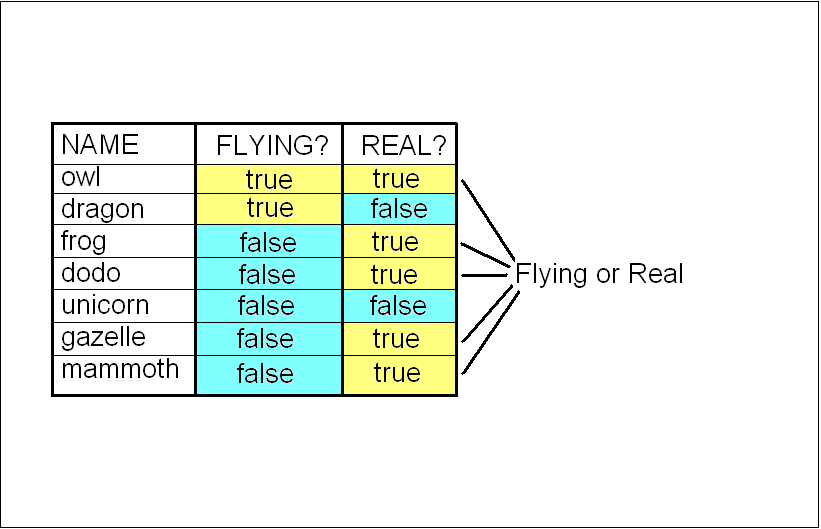 NAME FLYING? REAL?
owl true true
dragon true false
frog false true
dodo false true
Flying or Real
unicorn false false
gazelle false true
mammoth false true